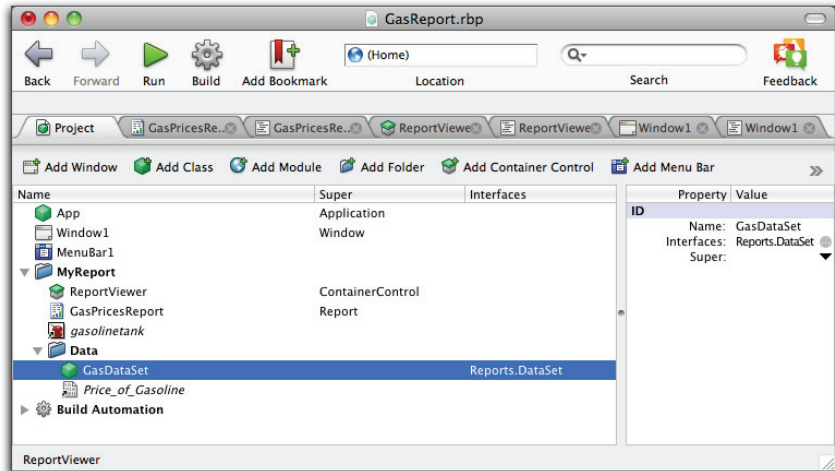 GasReport.rbp
Back Forward Run Build Add Bookmark (Home) Location Search Feedback
Project GasPricesRe.. GasPricesRe.. ReportViewe ReportViewe Window1 Window1
Add Window Add Class Add Module Add Folder Add Container Control Add Menu Bar
Name Super Interfaces Property Value
App Application ID
Window1 Window Name: GasDataSet
MenuBar1 Interfaces: Reports.DataSet
MyReport Super:
ReportViewer ContainerControl
GasPricesReport Report
gasolinetank
Data
GasDataSet Reports.DataSet
Price_of_Gasoline
Build Automation
ReportViewer